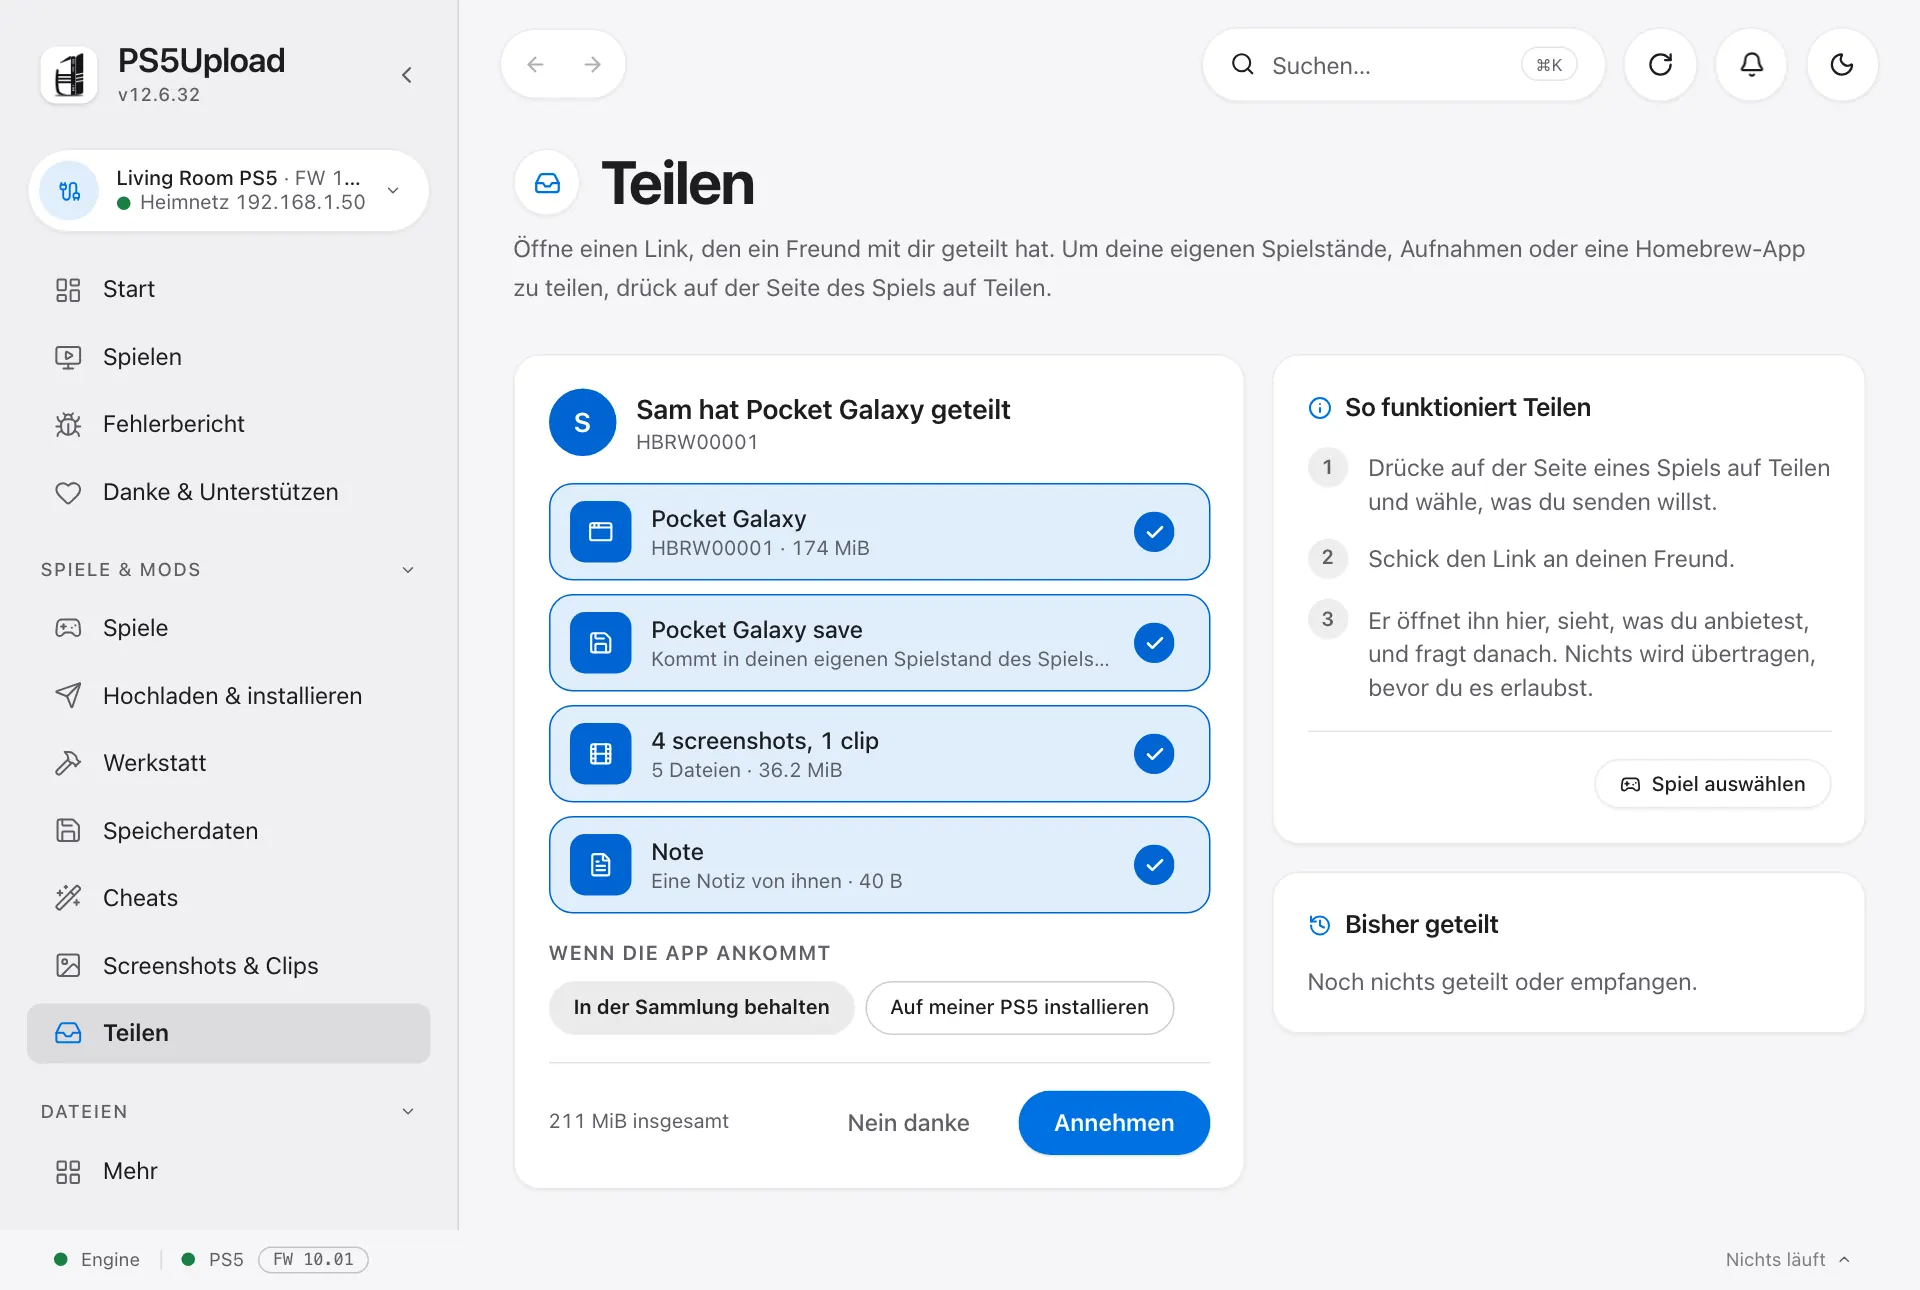 PS5Upload
v12.6.32
Living Room PS5 · FW 1...
Heimnetz 192.168.1.50
Start
Spielen
Fehlerbericht
Danke & Unterstützen
SPIELE & MODS
Spiele
Hochladen & installieren
Werkstatt
Speicherdaten
Cheats
Screenshots & Clips
Teilen
DATEIEN
Mehr
Engine
PS5
FW 10.01
Suchen...
⌘K
Teilen
Öffne einen Link, den ein Freund mit dir geteilt hat. Um deine eigenen Spielstände, Aufnahmen oder eine Homebrew-App
zu teilen, drück auf der Seite des Spiels auf Teilen.
S
Sam hat Pocket Galaxy geteilt
HBRW00001
Pocket Galaxy
HBRW00001 · 174 MiB
Pocket Galaxy save
Kommt in deinen eigenen Spielstand des Spiels...
4 screenshots, 1 clip
5 Dateien · 36.2 MiB
Note
Eine Notiz von ihnen · 40 B
WENN DIE APP ANKOMMT
In der Sammlung behalten
Auf meiner PS5 installieren
211 MiB insgesamt
Nein danke
Annehmen
So funktioniert Teilen
1
Drücke auf der Seite eines Spiels auf Teilen
und wähle, was du senden willst.
2
Schick den Link an deinen Freund.
3
Er öffnet ihn hier, sieht, was du anbietest,
und fragt danach. Nichts wird übertragen,
bevor du es erlaubst.
Spiel auswählen
Bisher geteilt
Noch nichts geteilt oder empfangen.
Nichts läuft